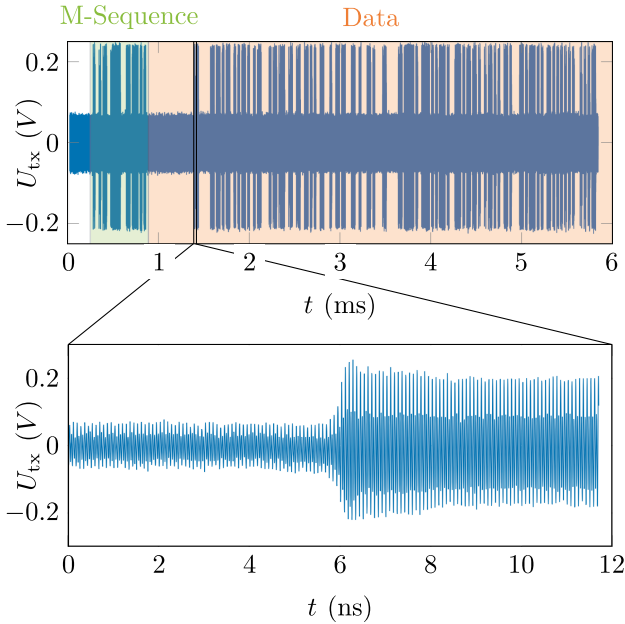 M-Sequence Data
0.2
0
−0.2
U_tx (V)
0 1 2 3 4 5 6
t (ms)
0.2
0
−0.2
U_tx (V)
0 2 4 6 8 10 12
t (ns)